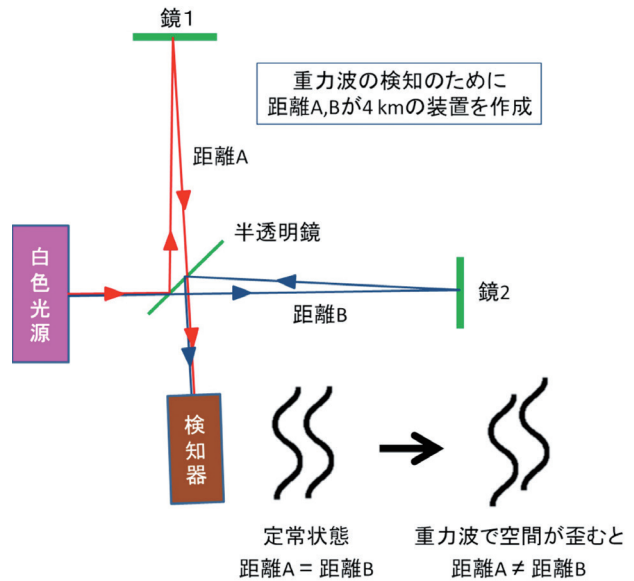 鏡1
重力波の検知のために
距離A,Bが4 kmの装置を作成
距離A
半透明鏡
白色光源
鏡2
距離B
検知器
定常状態
距離A = 距離B
重力波で空間が歪むと
距離A ≠ 距離B